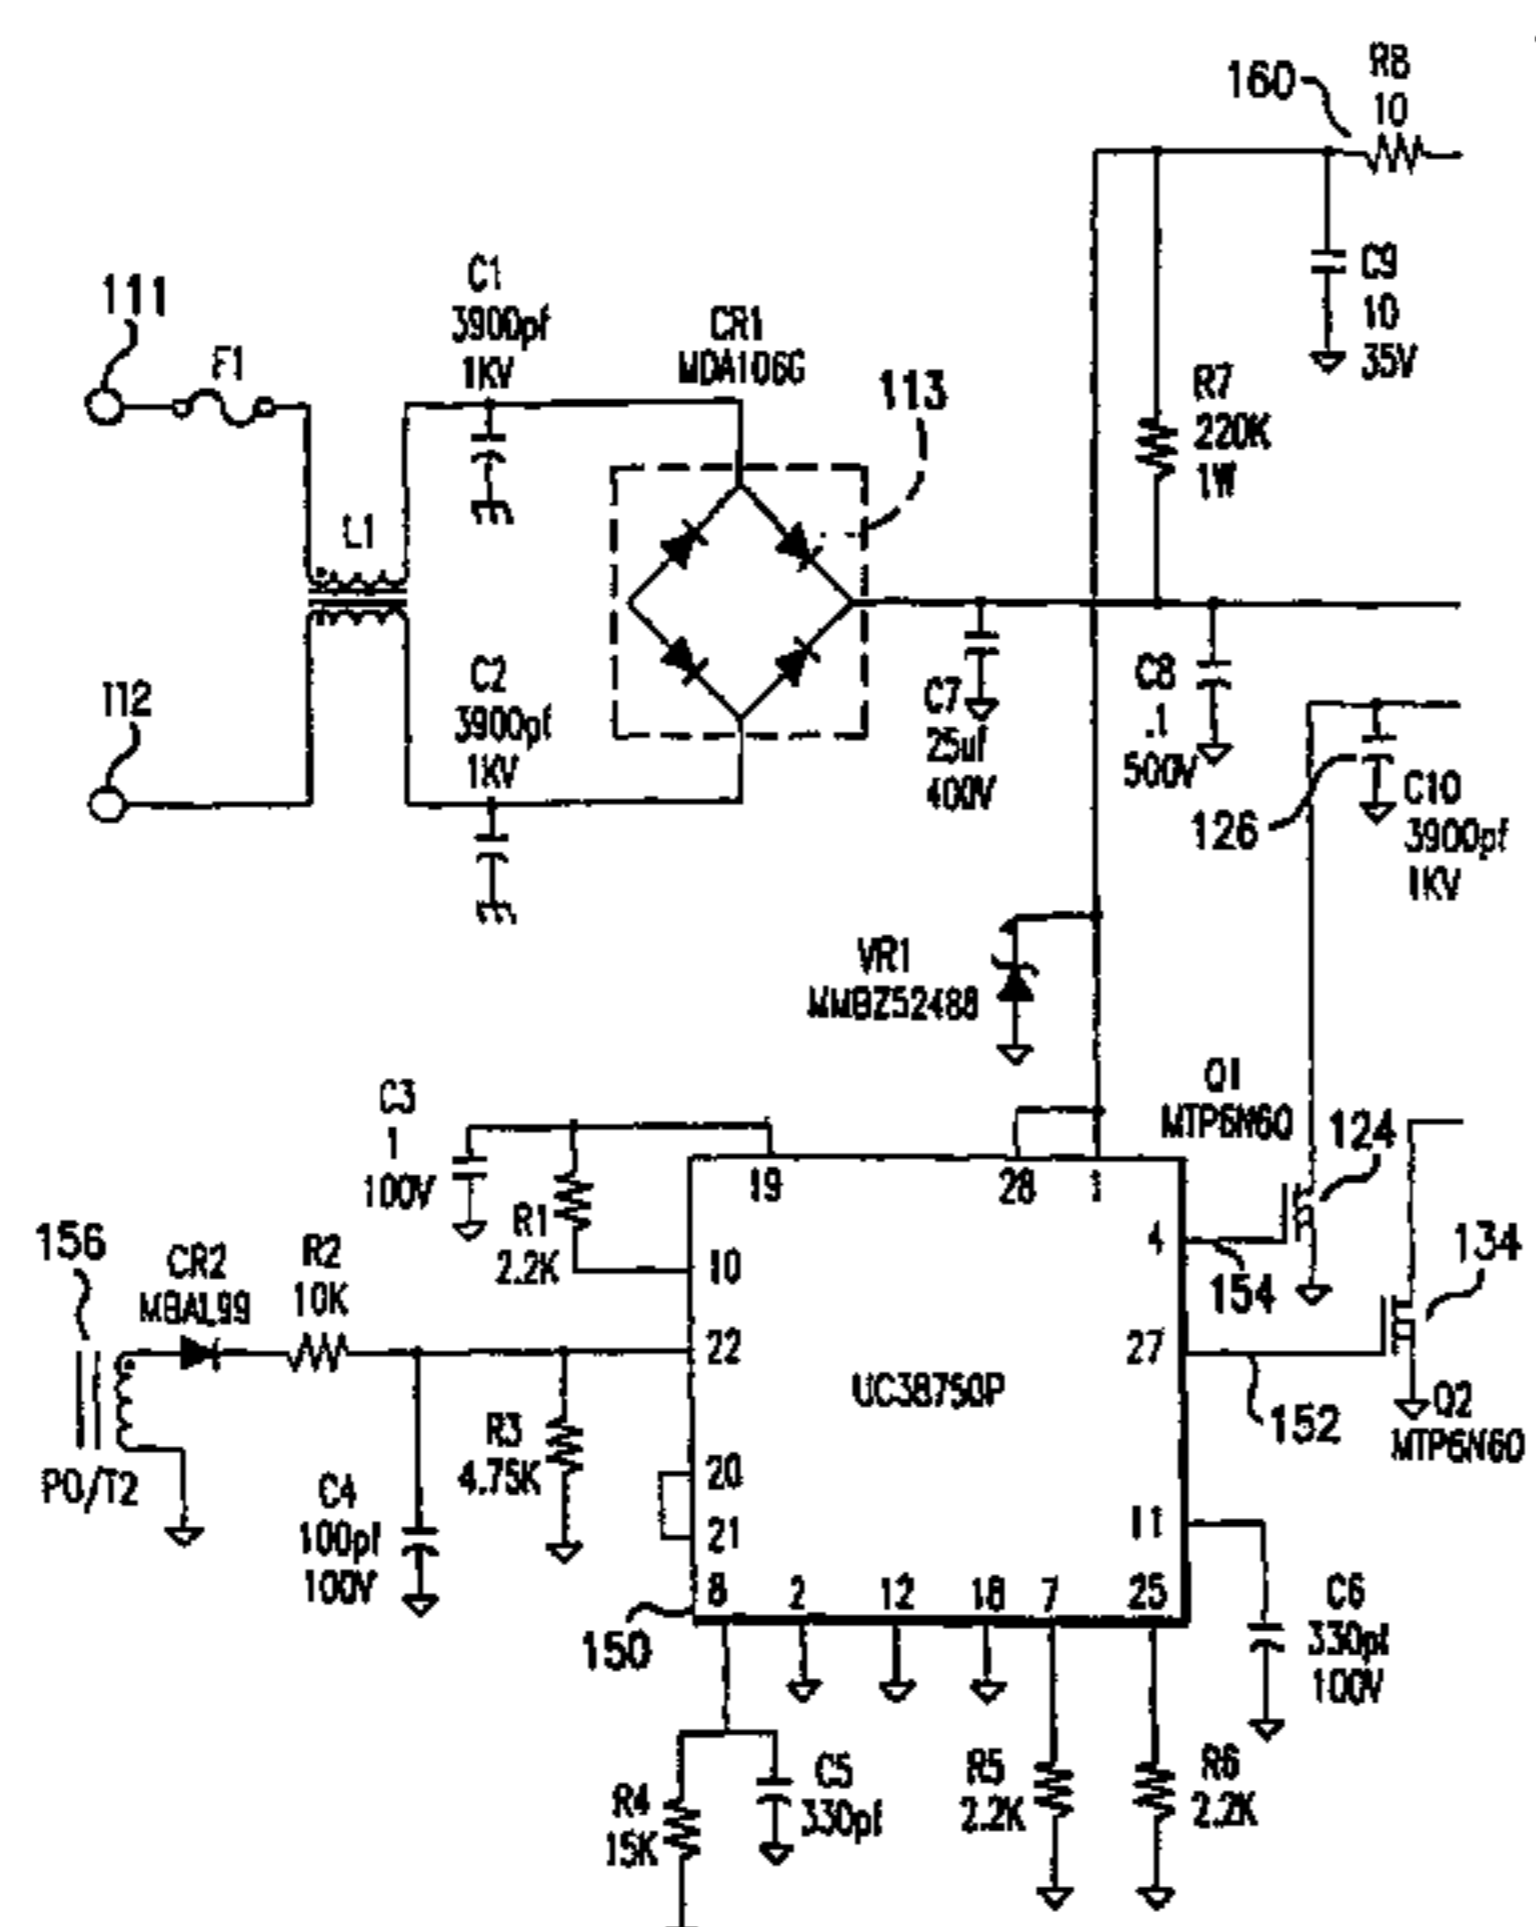 R8
10
160
C9
10
35V
111
F1
C1
3900pf
1KV
CR1
MDA106G
113
R7
220K
1W
L1
112
C2
3900pf
1KV
C7
25uf
400V
C8
.1
500V
126
C10
3900pf
1KV
VR1
MMBZ5248B
C3
1
100V
R1
2.2K
19
28
1
Q1
MTP6N60
124
4
154
134
10
156
CR2
MBAL99
R2
10K
22
27
152
UC38750P
Q2
MTP6N60
R3
4.75K
PO/T2
C4
100pf
100V
20
21
11
8
2
12
18
7
25
150
C6
330pf
100V
R4
15K
C5
330pf
R5
2.2K
R6
2.2K